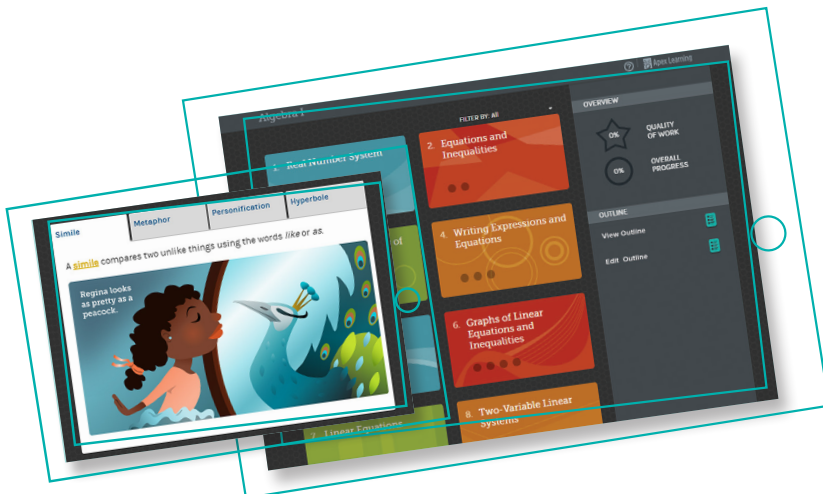 Algebra I
Apex Learning
FILTER BY: All
1. Real Number System
2. Equations and
Inequalities
of
4. Writing Expressions and
Equations
6. Graphs of Linear
Equations and
Inequalities
7. Linear Equations
8. Two-Variable Linear
Systems
OVERVIEW
0%
QUALITY
OF WORK
0%
OVERALL
PROGRESS
OUTLINE
View Outline
Edit Outline
Simile
Metaphor
Personification
Hyperbole
A simile compares two unlike things using the words like or as.
Regina looks
as pretty as a
peacock.